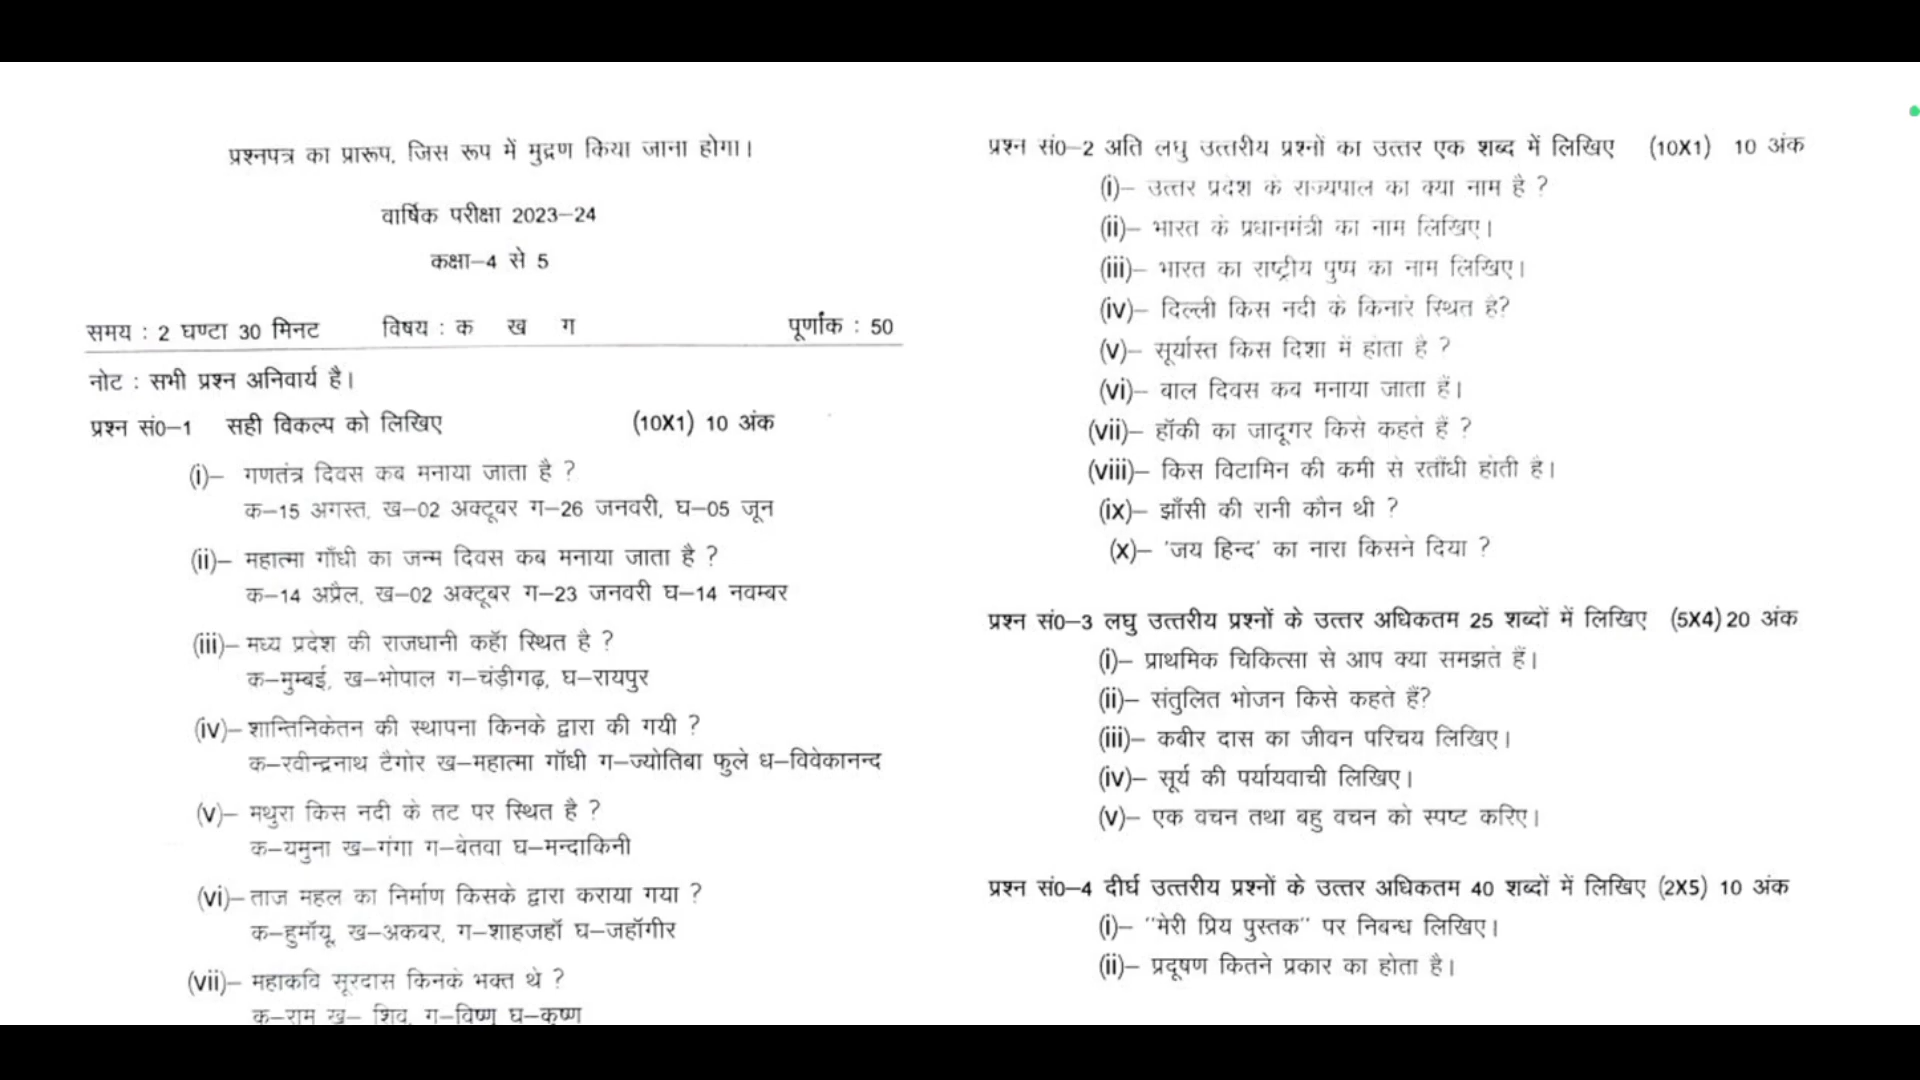 प्रश्नपत्र का प्रारूप, जिस रूप में मुद्रण किया जाना होगा।
वार्षिक परीक्षा 2023–24
कक्षा–4 से 5
समय : 2 घण्टा 30 मिनट विषय : क ख ग पूर्णांक : 50
नोट : सभी प्रश्न अनिवार्य है।
प्रश्न सं0–1 सही विकल्प को लिखिए (10X1) 10 अंक
(i)– गणतंत्र दिवस कब मनाया जाता है ?
क–15 अगस्त, ख–02 अक्टूबर ग–26 जनवरी, घ–05 जून
(ii)– महात्मा गाँधी का जन्म दिवस कब मनाया जाता है ?
क–14 अप्रैल, ख–02 अक्टूबर ग–23 जनवरी घ–14 नवम्बर
(iii)– मध्य प्रदेश की राजधानी कहॉ स्थित है ?
क–मुम्बई, ख–भोपाल ग–चंड़ीगढ़, घ–रायपुर
(iv)– शान्तिनिकेतन की स्थापना किनके द्वारा की गयी ?
क–रवीन्द्रनाथ टैगोर ख–महात्मा गॉधी ग–ज्योतिबा फुले ध–विवेकानन्द
(v)– मथुरा किस नदी के तट पर स्थित है ?
क–यमुना ख–गंगा ग–बेतवा घ–मन्दाकिनी
(vi)– ताज महल का निर्माण किसके द्वारा कराया गया ?
क–हुमॉयू, ख–अकबर, ग–शाहजहॉ घ–जहॉगीर
(vii)– महाकवि सूरदास किनके भक्त थे ?
क–राम ख– शिव, ग–विष्णु घ–कृष्ण
प्रश्न सं0–2 अति लघु उत्तरीय प्रश्नों का उत्तर एक शब्द में लिखिए (10X1) 10 अंक
(i)– उत्तर प्रदेश के राज्यपाल का क्या नाम है ?
(ii)– भारत के प्रधानमंत्री का नाम लिखिए।
(iii)– भारत का राष्ट्रीय पुष्प का नाम लिखिए।
(iv)– दिल्ली किस नदी के किनारे स्थित है?
(v)– सूर्यास्त किस दिशा में होता है ?
(vi)– बाल दिवस कब मनाया जाता हैं।
(vii)– हॉकी का जादूगर किसे कहते हैं ?
(viii)– किस विटामिन की कमी से रतौंधी होती है।
(ix)– झाँसी की रानी कौन थी ?
(x)– 'जय हिन्द' का नारा किसने दिया ?
प्रश्न सं0–3 लघु उत्तरीय प्रश्नों के उत्तर अधिकतम 25 शब्दों में लिखिए (5X4) 20 अंक
(i)– प्राथमिक चिकित्सा से आप क्या समझते हैं।
(ii)– संतुलित भोजन किसे कहते हैं?
(iii)– कबीर दास का जीवन परिचय लिखिए।
(iv)– सूर्य की पर्यायवाची लिखिए।
(v)– एक वचन तथा बहु वचन को स्पष्ट करिए।
प्रश्न सं0–4 दीर्घ उत्तरीय प्रश्नों के उत्तर अधिकतम 40 शब्दों में लिखिए (2X5) 10 अंक
(i)– "मेरी प्रिय पुस्तक" पर निबन्ध लिखिए।
(ii)– प्रदूषण कितने प्रकार का होता है।